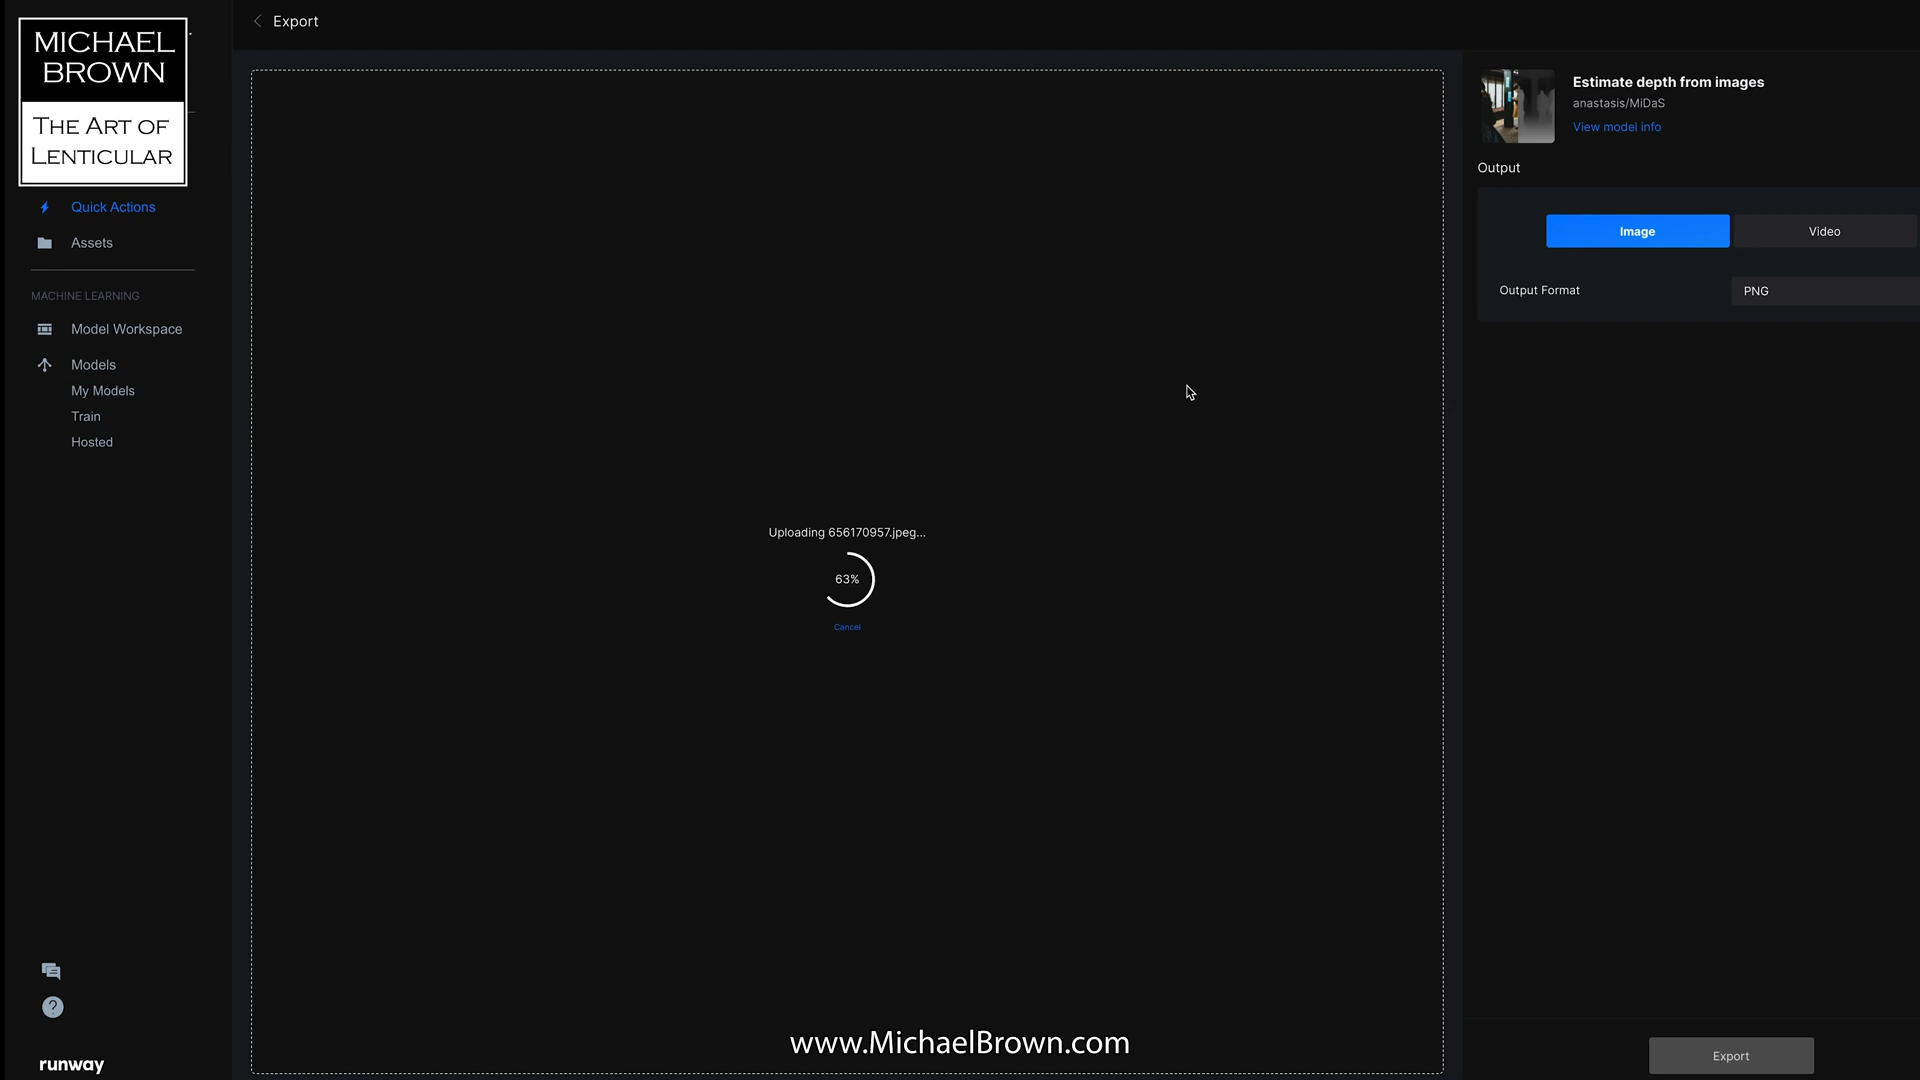 MICHAEL
BROWN
THE ART OF
LENTICULAR
Quick Actions
Assets
MACHINE LEARNING
Model Workspace
Models
My Models
Train
Hosted
runway
Export
Uploading 656170957.jpeg...
63%
Cancel
www.MichaelBrown.com
Estimate depth from images
anastasis/MiDaS
View model info
Output
Image
Video
Output Format
PNG
Export